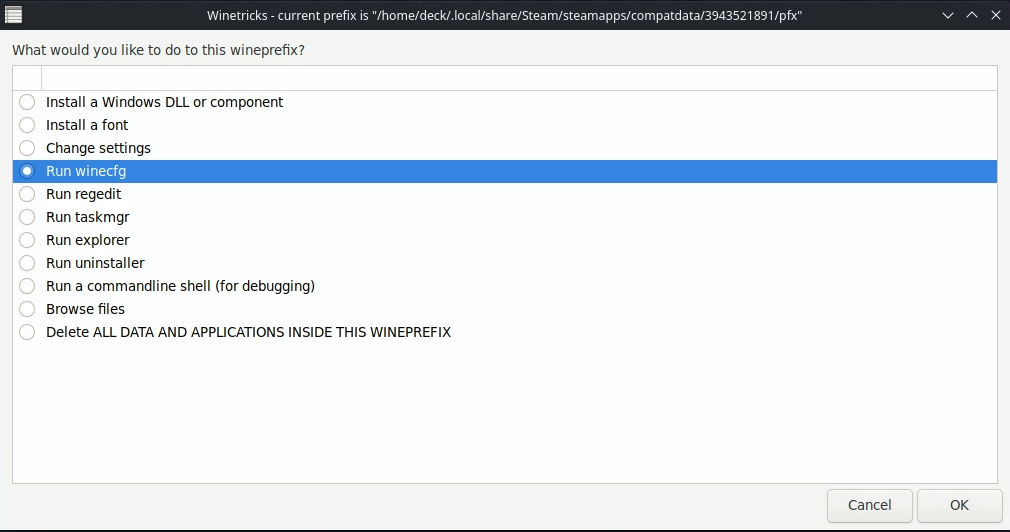 Winetricks - current prefix is "/home/deck/.local/share/Steam/steamapps/compatdata/3943521891/pfx"
What would you like to do to this wineprefix?
Install a Windows DLL or component
Install a font
Change settings
Run winecfg
Run regedit
Run taskmgr
Run explorer
Run uninstaller
Run a commandline shell (for debugging)
Browse files
Delete ALL DATA AND APPLICATIONS INSIDE THIS WINEPREFIX
Cancel OK